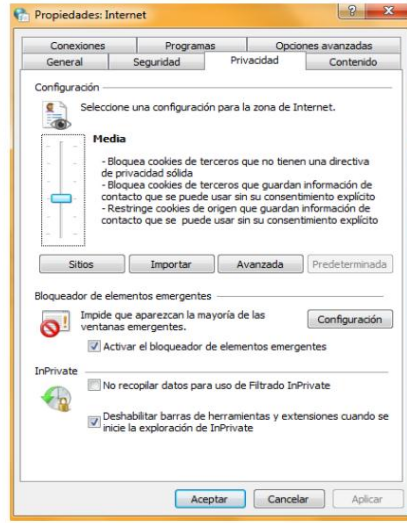 Propiedades: Internet
Conexiones Programas Opciones avanzadas
General Seguridad Privacidad Contenido
Configuración
Seleccione una configuración para la zona de Internet.
Media
- Bloquea cookies de terceros que no tienen una directiva
de privacidad sólida
- Bloquea cookies de terceros que guardan información de
contacto que se puede usar sin su consentimiento explícito
- Restringe cookies de origen que guardan información de
contacto que se puede usar sin su consentimiento explícito
Sitios Importar Avanzada Predeterminada
Bloqueador de elementos emergentes
Impide que aparezcan la mayoría de las
ventanas emergentes.
Configuración
Activar el bloqueador de elementos emergentes
InPrivate
No recopilar datos para uso de Filtrado InPrivate
Deshabilitar barras de herramientas y extensiones cuando se
inicie la exploración de InPrivate
Aceptar Cancelar Aplicar